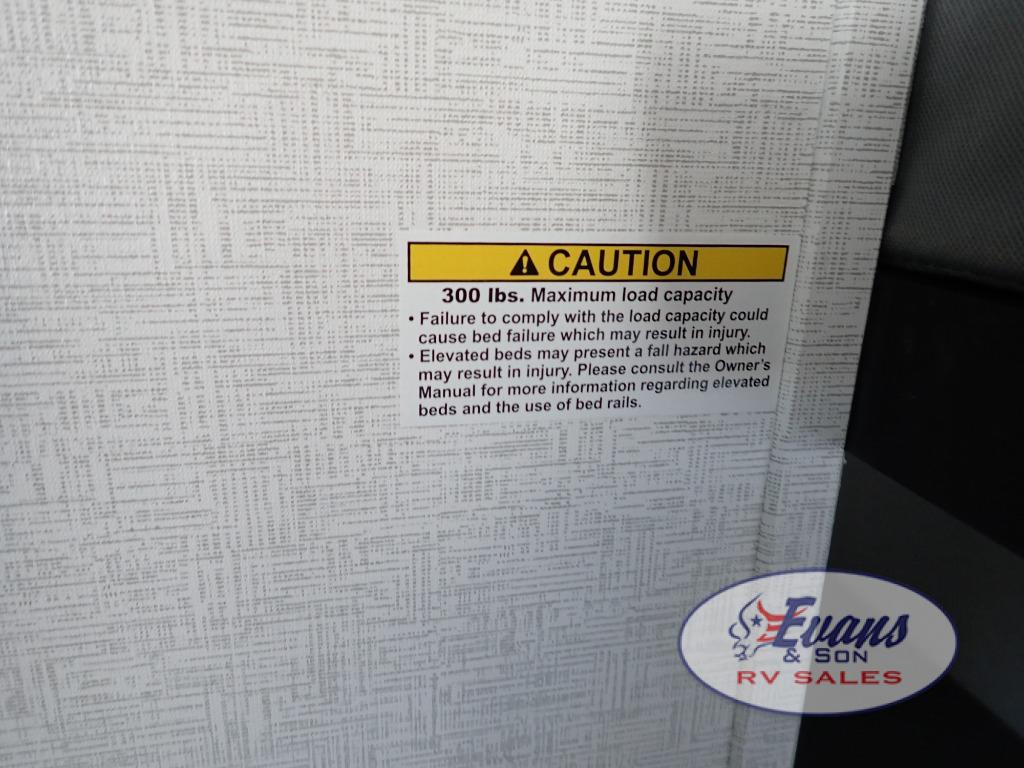 CAUTION
300 lbs. Maximum load capacity
• Failure to comply with the load capacity could
cause bed failure which may result in injury.
• Elevated beds may present a fall hazard which
may result in injury. Please consult the Owner's
Manual for more information regarding elevated
beds and the use of bed rails.
Evans
& SON
RV SALES